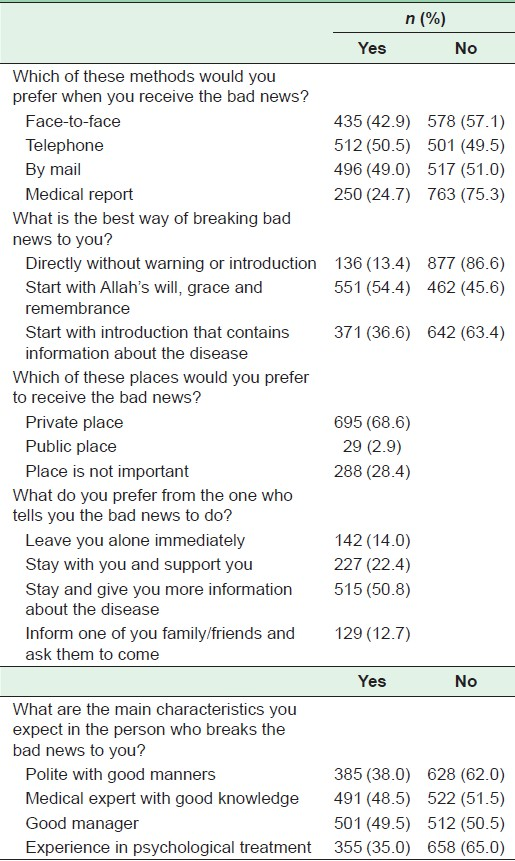 n (%)
Yes No
Which of these methods would you
prefer when you receive the bad news?
Face-to-face 435 (42.9) 578 (57.1)
Telephone 512 (50.5) 501 (49.5)
By mail 496 (49.0) 517 (51.0)
Medical report 250 (24.7) 763 (75.3)
What is the best way of breaking bad
news to you?
Directly without warning or introduction 136 (13.4) 877 (86.6)
Start with Allah’s will, grace and 551 (54.4) 462 (45.6)
remembrance
Start with introduction that contains 371 (36.6) 642 (63.4)
information about the disease
Which of these places would you prefer
to receive the bad news?
Private place 695 (68.6)
Public place 29 (2.9)
Place is not important 288 (28.4)
What do you prefer from the one who
tells you the bad news to do?
Leave you alone immediately 142 (14.0)
Stay with you and support you 227 (22.4)
Stay and give you more information 515 (50.8)
about the disease
Inform one of you family/friends and 129 (12.7)
ask them to come
Yes No
What are the main characteristics you
expect in the person who breaks the
bad news to you?
Polite with good manners 385 (38.0) 628 (62.0)
Medical expert with good knowledge 491 (48.5) 522 (51.5)
Good manager 501 (49.5) 512 (50.5)
Experience in psychological treatment 355 (35.0) 658 (65.0)